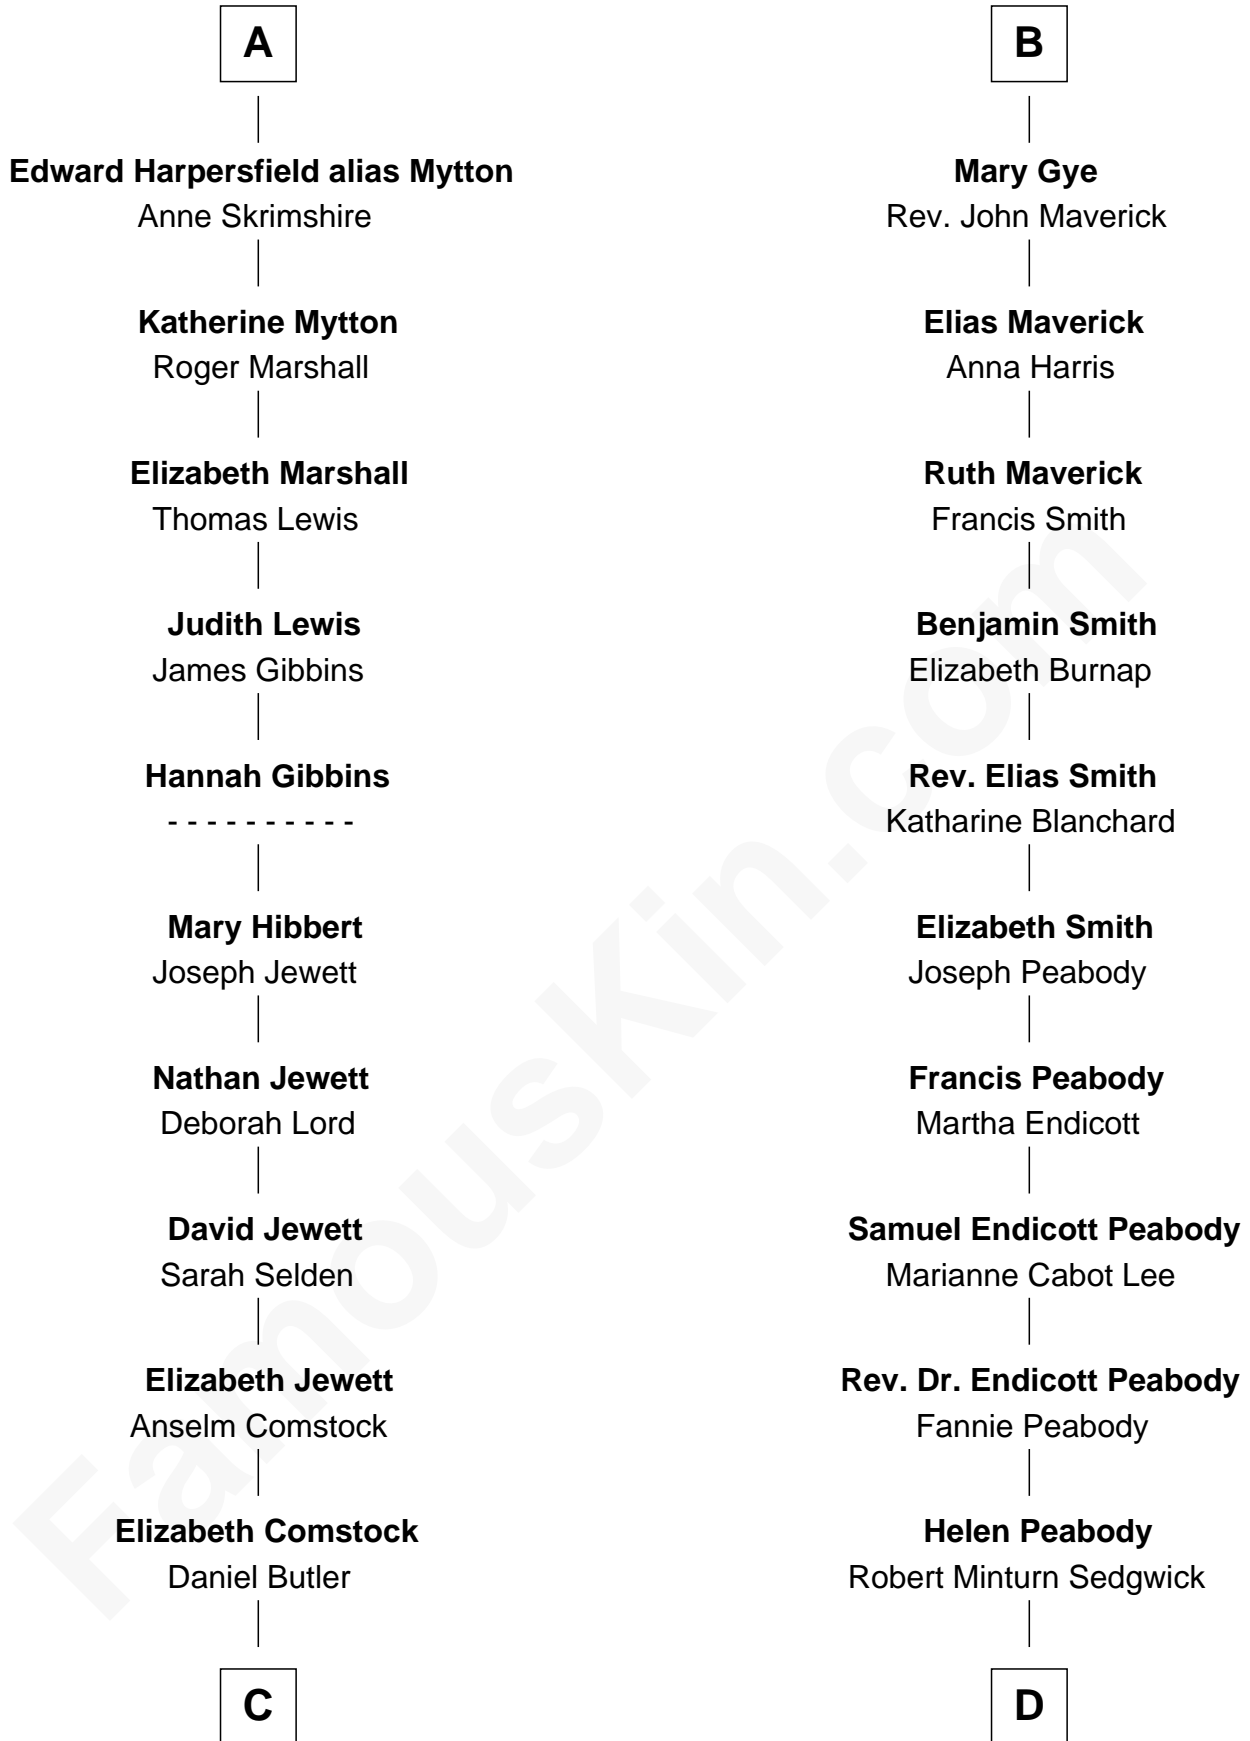 A
Edward Harpersfield alias Mytton
Anne Skrimshire
Katherine Mytton
Roger Marshall
Elizabeth Marshall
Thomas Lewis
Judith Lewis
James Gibbins
Hannah Gibbins
- - - - - - - - - -
Mary Hibbert
Joseph Jewett
Nathan Jewett
Deborah Lord
David Jewett
Sarah Selden
Elizabeth Jewett
Anselm Comstock
Elizabeth Comstock
Daniel Butler
C
B
Mary Gye
Rev. John Maverick
Elias Maverick
Anna Harris
Ruth Maverick
Francis Smith
Benjamin Smith
Elizabeth Burnap
Rev. Elias Smith
Katharine Blanchard
Elizabeth Smith
Joseph Peabody
Francis Peabody
Martha Endicott
Samuel Endicott Peabody
Marianne Cabot Lee
Rev. Dr. Endicott Peabody
Fannie Peabody
Helen Peabody
Robert Minturn Sedgwick
D
FamousKin.com